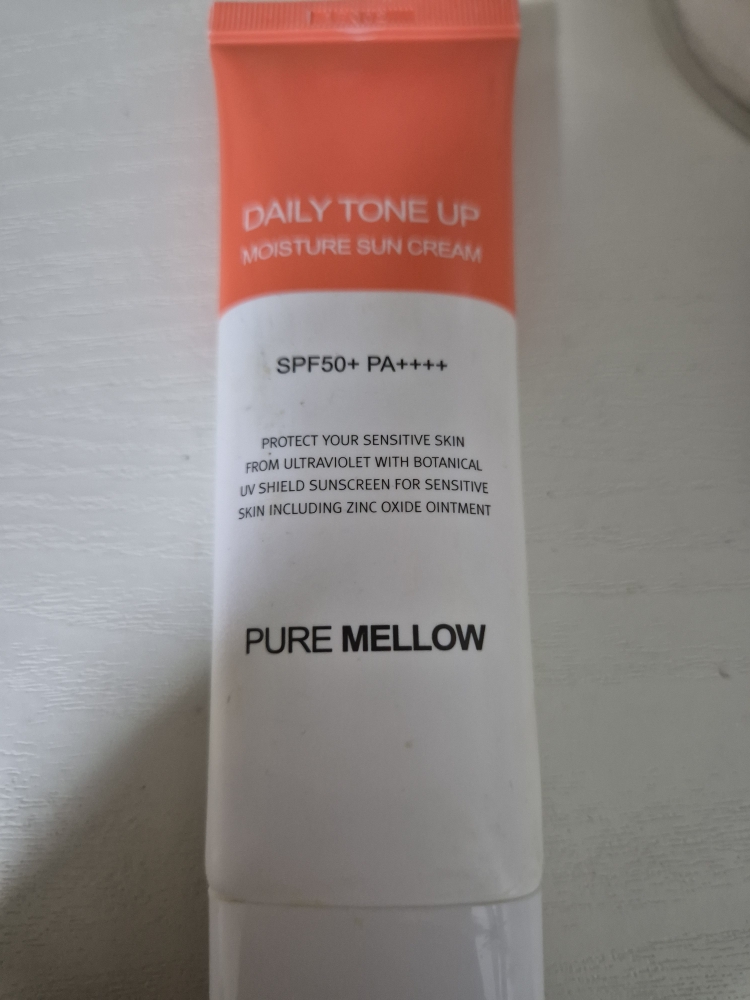 DAILY TONE UP
MOISTURE SUN CREAM
SPF50+ PA++++
PROTECT YOUR SENSITIVE SKIN
FROM ULTRAVIOLET WITH BOTANICAL
UV SHIELD SUNSCREEN FOR SENSITIVE
SKIN INCLUDING ZINC OXIDE OINTMENT
PURE MELLOW